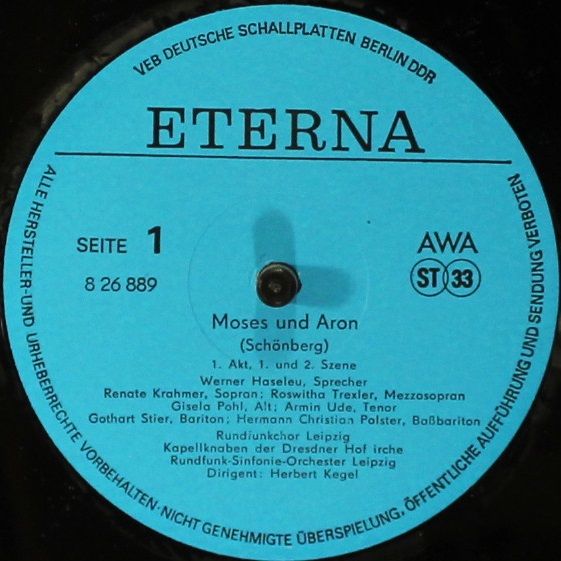 VEB DEUTSCHE SCHALLPLATTEN BERLIN DDR
ETERNA
SEITE 1
8 26 889
AWA
ST 33
Moses und Aron
(Schönberg)
1. Akt, 1. und 2. Szene
Werner Haseleu, Sprecher
Renate Krahmer, Sopran; Roswitha Trexler, Mezzosopran
Gisela Pohl, Alt; Armin Ude, Tenor
Gothart Stier, Bariton; Hermann Christian Polster, Baßbariton
Rundfunkchor Leipzig
Kapellknaben der Dresdner Hof irche
Rundfunk-Sinfonie-Orchester Leipzig
Dirigent: Herbert Kegel
ALLE HERSTELLER-UND URHEBERRECHTE VORBEHALTEN·NICHT GENEHMIGTE ÜBERSPIELUNG, ÖFFENTLICHE AUFFÜHRUNG UND SENDUNG VERBOTEN